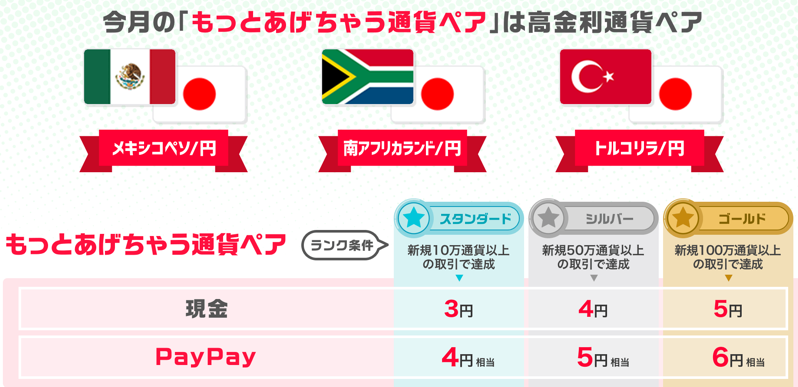 今月の「もっとあげちゃう通貨ペア」は高金利通貨ペア
メキシコペソ/円
南アフリカランド/円
トルコリラ/円
もっとあげちゃう通貨ペア
ランク条件
スタンダード
シルバー
ゴールド
新規10万通貨以上
の取引で達成
新規50万通貨以上
の取引で達成
新規100万通貨以上
の取引で達成
現金
3円
4円
5円
PayPay
4円相当
5円相当
6円相当